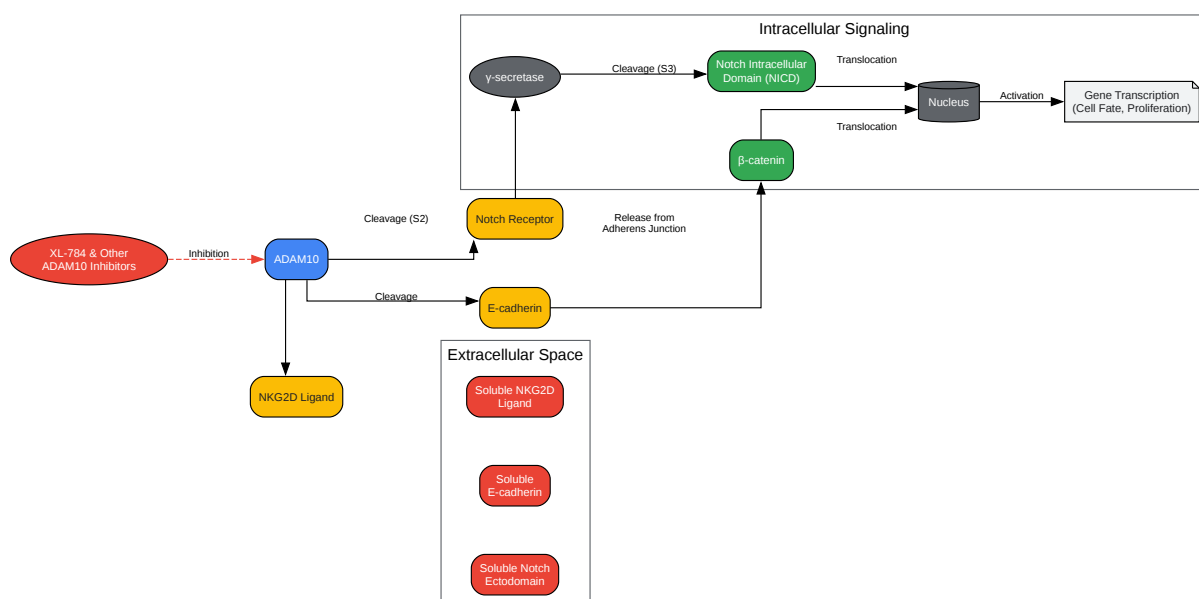 Intracellular Signaling
γ-secretase
Cleavage (S3)
Notch Intracellular
Domain (NICD)
Translocation
Nucleus
Activation
Gene Transcription
(Cell Fate, Proliferation)
Translocation
β-catenin
Cleavage (S2)
Notch Receptor
Release from
Adherens Junction
XL-784 & Other
ADAM10 Inhibitors
Inhibition
ADAM10
Cleavage
E-cadherin
NKG2D Ligand
Extracellular Space
Soluble NKG2D
Ligand
Soluble
E-cadherin
Soluble Notch
Ectodomain